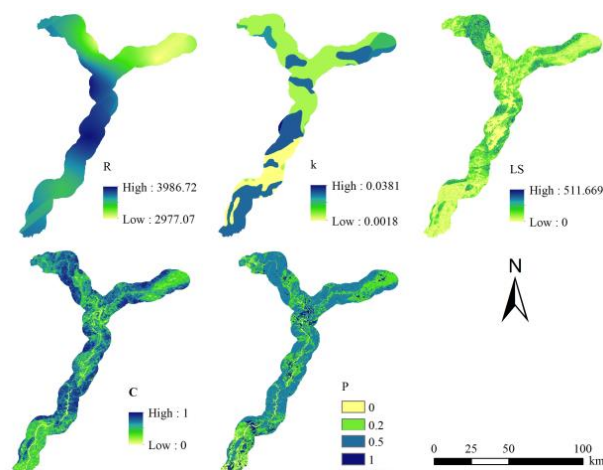 R
High : 3986.72
Low : 2977.07
k
High : 0.0381
Low : 0.0018
LS
High : 511.669
Low : 0
C
High : 1
Low : 0
P
0
0.2
0.5
1
N
0 25 50 100
km